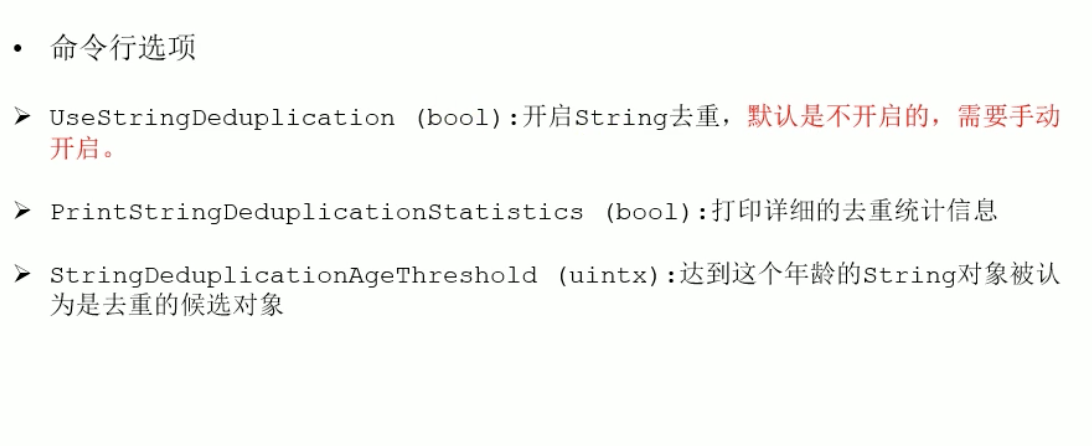 • 命令行选项
➢ UseStringDeduplication (bool):开启String去重，默认是不开启的，需要手动
开启。
➢ PrintStringDeduplicationStatistics (bool):打印详细的去重统计信息
➢ StringDeduplicationAgeThreshold (uintx):达到这个年龄的String对象被认
为是去重的候选对象